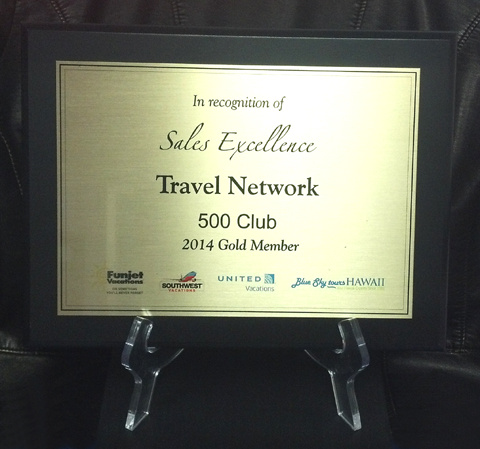 In recognition of
Sales Excellence
Travel Network
500 Club
2014 Gold Member
Funjet
Vacations
SOUTHWEST
VACATIONS
UNITED
Vacations
Blue Sky tours HAWAII